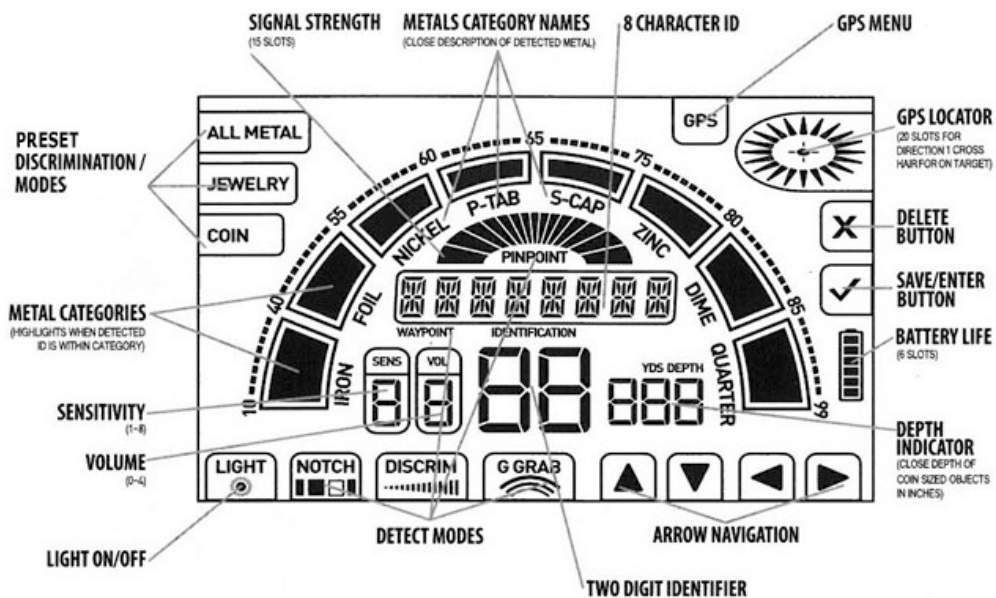 SIGNAL STRENGTH
(15 SLOTS)
METALS CATEGORY NAMES
(CLOSE DESCRIPTION OF DETECTED METAL)
8 CHARACTER ID
GPS MENU
PRESET
DISCRIMINATION /
MODES
ALL METAL
JEWELRY
COIN
GPS
GPS LOCATOR
(20 SLOTS FOR
DIRECTION 1 CROSS
HAIR FOR ON TARGET)
DELETE
BUTTON
X
SAVE/ENTER
BUTTON
BATTERY LIFE
(6 SLOTS)
10
40
55
60
65
75
80
85
99
IRON
FOIL
NICKEL
P-TAB
S-CAP
ZINC
DIME
QUARTER
PINPOINT
WAYPOINT
IDENTIFICATION
SENS
VOL
8
8
88
YDS DEPTH
888
METAL CATEGORIES
(HIGHLIGHTS WHEN DETECTED
ID IS WITHIN CATEGORY)
SENSITIVITY
(1-8)
VOLUME
(0-4)
DEPTH
INDICATOR
(CLOSE DEPTH OF
COIN SIZED OBJECTS
IN INCHES)
LIGHT
NOTCH
DISCRIM
G GRAB
LIGHT ON/OFF
DETECT MODES
ARROW NAVIGATION
TWO DIGIT IDENTIFIER